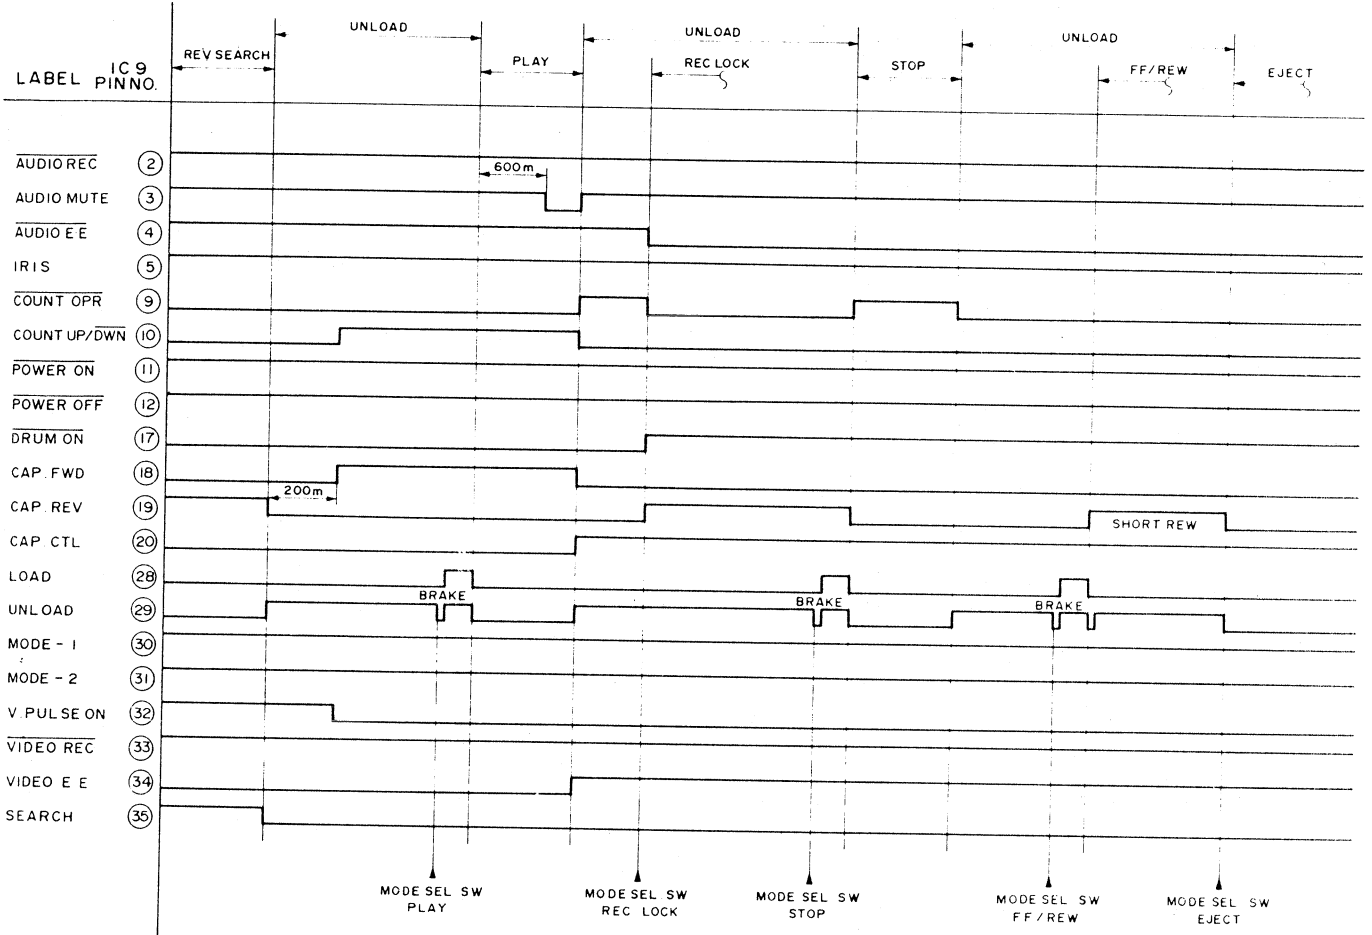 UNLOAD
UNLOAD
UNLOAD
REV SEARCH
PLAY
REC LOCK
STOP
FF/REW
EJECT
LABEL IC9 PIN NO.
AUDIO REC 2
600m
AUDIO MUTE 3
AUDIO E E 4
IRIS 5
COUNT OPR 9
COUNT UP/DWN 10
POWER ON 11
POWER OFF 12
DRUM ON 17
CAP. FWD 18
200m
CAP. REV 19
SHORT REW
CAP. CTL 20
LOAD 28
BRAKE
BRAKE
BRAKE
UNLOAD 29
MODE - 1 30
MODE - 2 31
V. PULSE ON 32
VIDEO REC 33
VIDEO E E 34
SEARCH 35
MODE SEL SW
PLAY
MODE SEL SW
REC LOCK
MODE SEL SW
STOP
MODE SEL SW
FF/REW
MODE SEL SW
EJECT